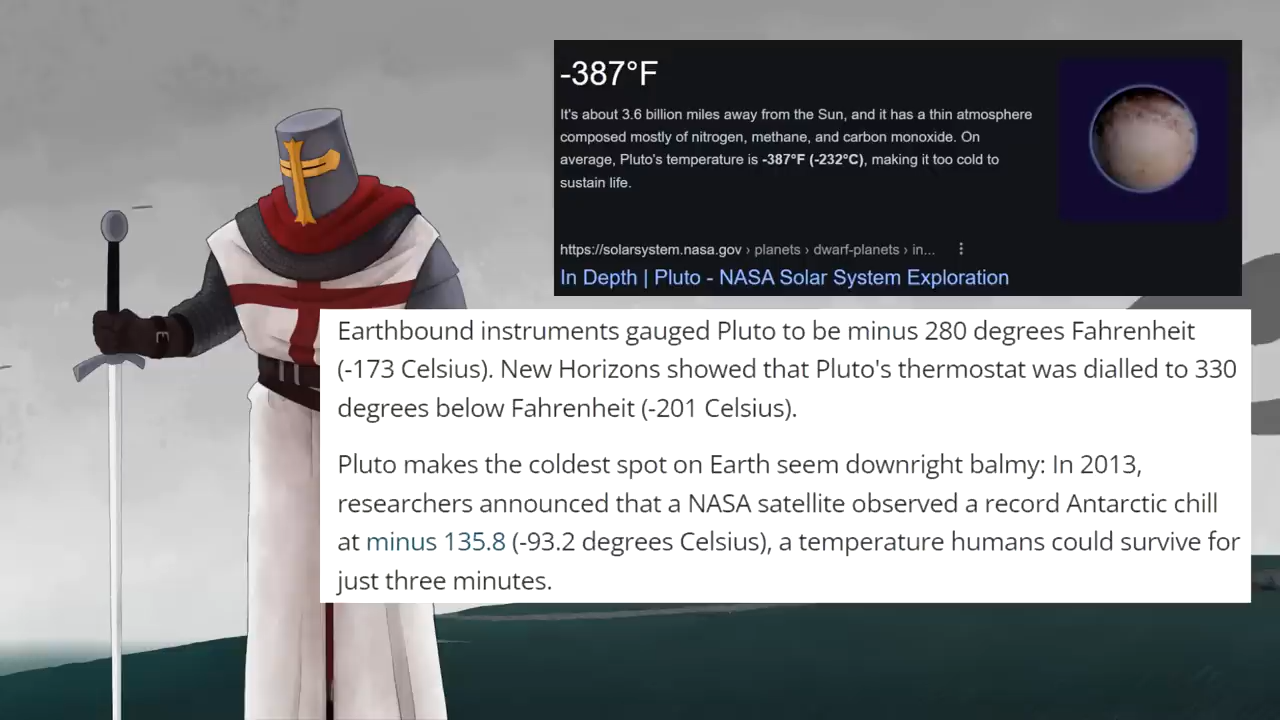 -387°F
It's about 3.6 billion miles away from the Sun, and it has a thin atmosphere
composed mostly of nitrogen, methane, and carbon monoxide. On
average, Pluto's temperature is -387°F (-232°C), making it too cold to
sustain life.
https://solarsystem.nasa.gov › planets › dwarf-planets › in...
In Depth | Pluto - NASA Solar System Exploration
Earthbound instruments gauged Pluto to be minus 280 degrees Fahrenheit
(-173 Celsius). New Horizons showed that Pluto's thermostat was dialled to 330
degrees below Fahrenheit (-201 Celsius).
Pluto makes the coldest spot on Earth seem downright balmy: In 2013,
researchers announced that a NASA satellite observed a record Antarctic chill
at minus 135.8 (-93.2 degrees Celsius), a temperature humans could survive for
just three minutes.